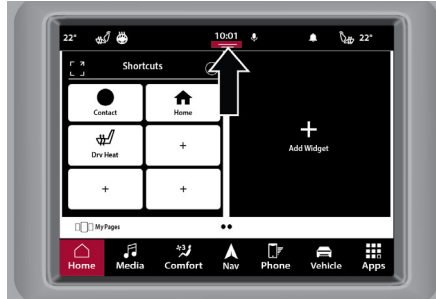 22° 10:01 22°
Shortcuts
Contact Home
Drv Heat + Add Widget
My Pages
Home Media Comfort Nav Phone Vehicle Apps